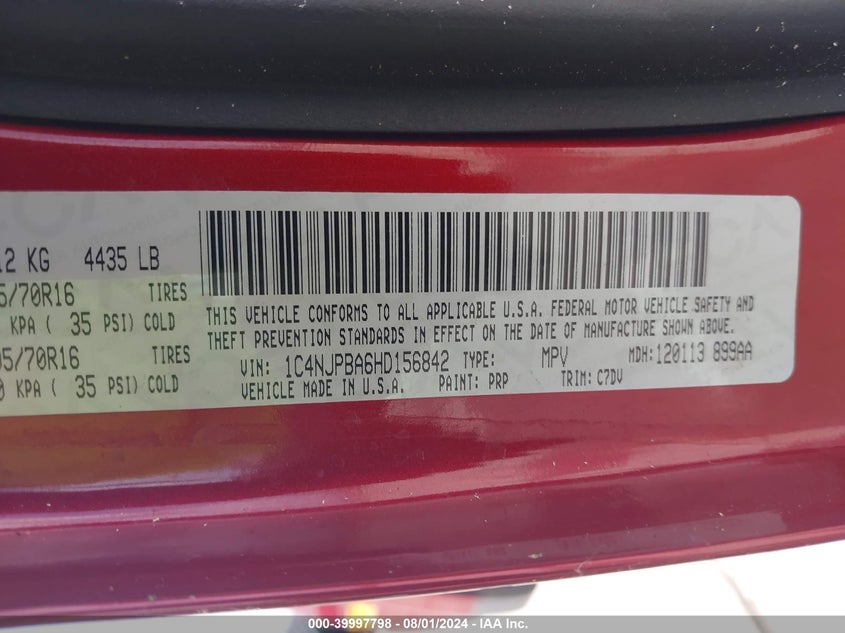 12 KG 4435 LB
5/70R16 TIRES
KPA ( 35 PSI) COLD
05/70R16 TIRES
0 KPA ( 35 PSI) COLD
THIS VEHICLE CONFORMS TO ALL APPLICABLE U.S.A. FEDERAL MOTOR VEHICLE SAFETY AND
THEFT PREVENTION STANDARDS IN EFFECT ON THE DATE OF MANUFACTURE SHOWN ABOVE.
VIN: 1C4NJPBA6HD156842 TYPE: MPV MDH: 120113 899AA
VEHICLE MADE IN U.S.A. PAINT: PRP TRIM: C7DV
000-39997798 - 08/01/2024 - IAA Inc.